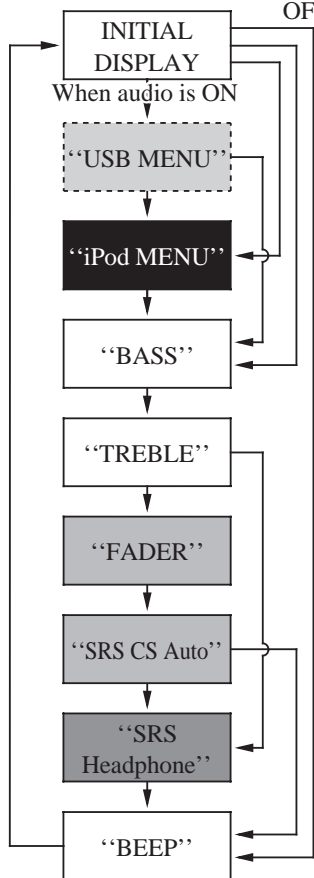 OF
INITIAL
DISPLAY
When audio is ON
‘‘USB MENU’’
‘‘iPod MENU’’
‘‘BASS’’
‘‘TREBLE’’
‘‘FADER’’
‘‘SRS CS Auto’’
‘‘SRS
Headphone’’
‘‘BEEP’’